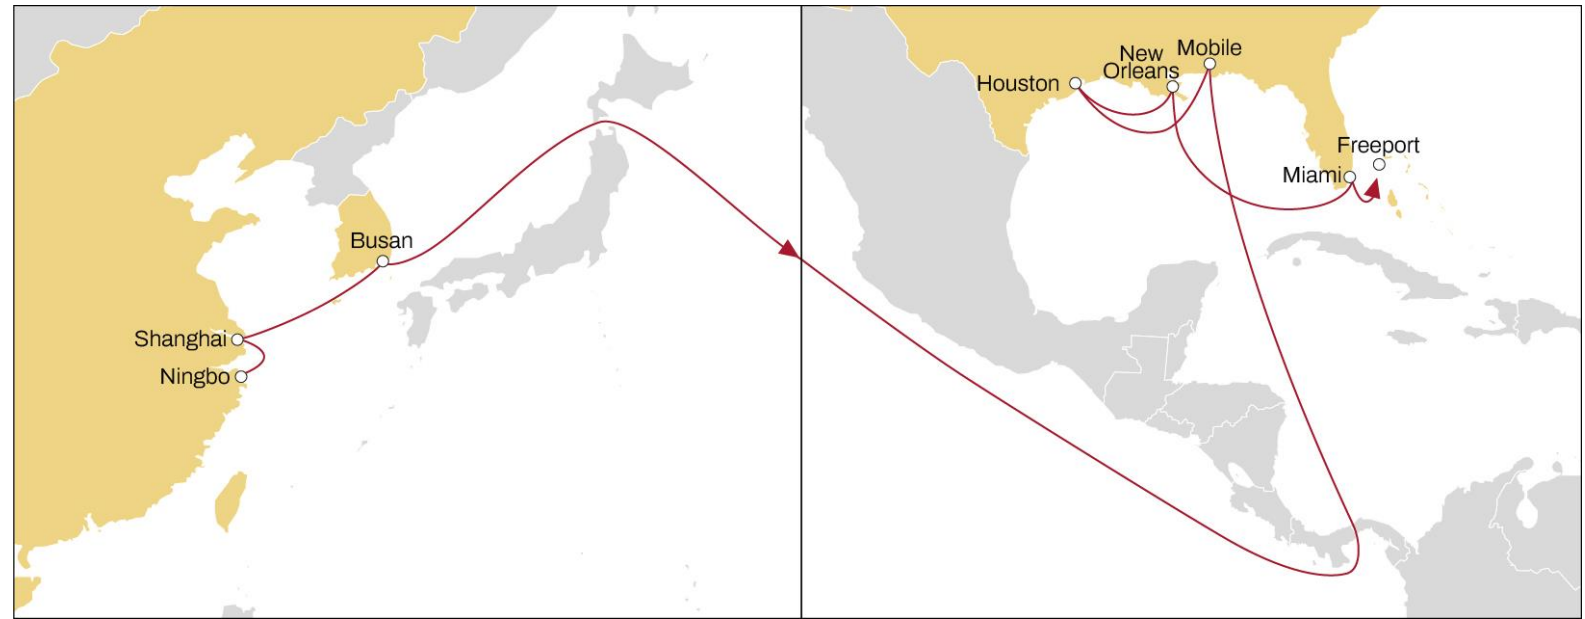 Busan
Shanghai
Ningbo
Houston
New
Orleans
Mobile
Freeport
Miami